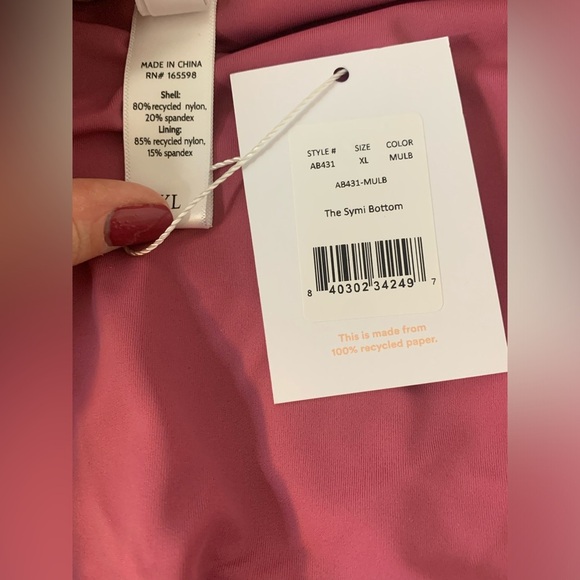 MADE IN CHINA
RN# 165598
Shell:
80% recycled nylon,
20% spandex
Lining:
85% recycled nylon,
15% spandex
XL
STYLE # SIZE COLOR
AB431 XL MULB
AB431-MULB
The Symi Bottom
8 40302 34249 7
This is made from
100% recycled paper.